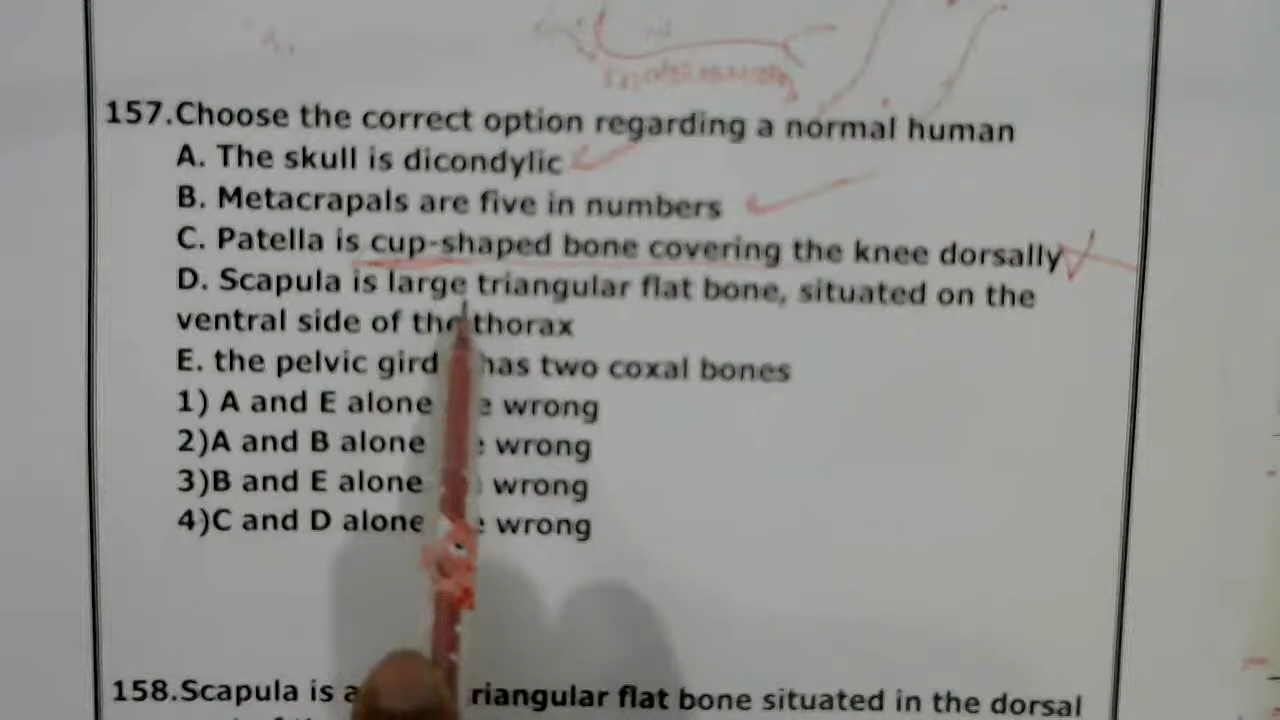 157.Choose the correct option regarding a normal human
A. The skull is dicondylic
B. Metacrapals are five in numbers
C. Patella is cup-shaped bone covering the knee dorsally
D. Scapula is large triangular flat bone, situated on the
ventral side of the thorax
E. the pelvic gird has two coxal bones
1) A and E alone wrong
2)A and B alone wrong
3)B and E alone wrong
4)C and D alone wrong
158.Scapula is a riangular flat bone situated in the dorsal